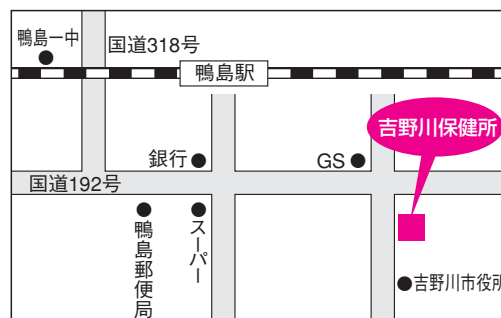 鴨島一中
国道318号
鴨島駅
吉野川保健所
銀行
GS
国道192号
鴨島郵便局
スーパー
吉野川市役所